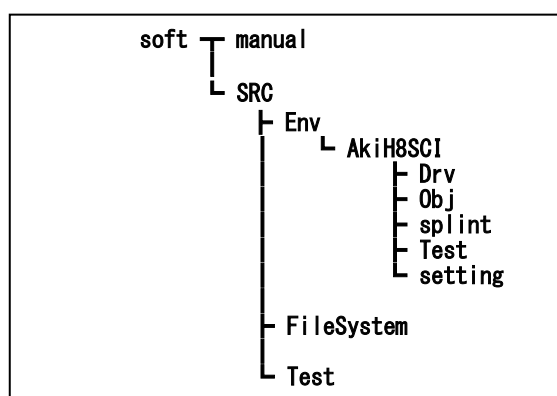 soft manual
SRC
Env
AkiH8SCI
Drv
Obj
splint
Test
setting
FileSystem
Test